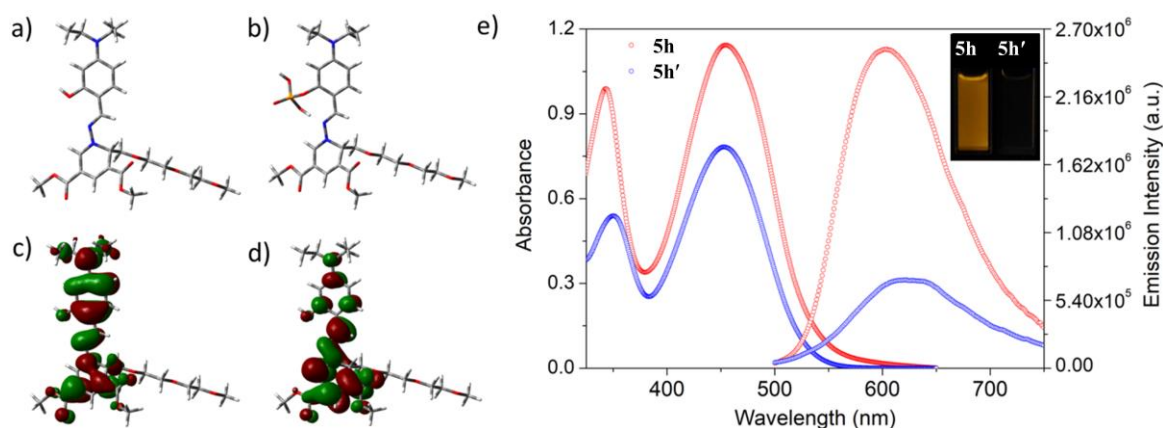 a)
b)
c)
d)
e)
5h
5h′
5h 5h′
1.2
0.9
0.6
0.3
0.0
Absorbance
2.70x10⁶
2.16x10⁶
1.62x10⁶
1.08x10⁶
5.40x10⁵
0.00
Emission Intensity (a.u.)
400 500 600 700
Wavelength (nm)